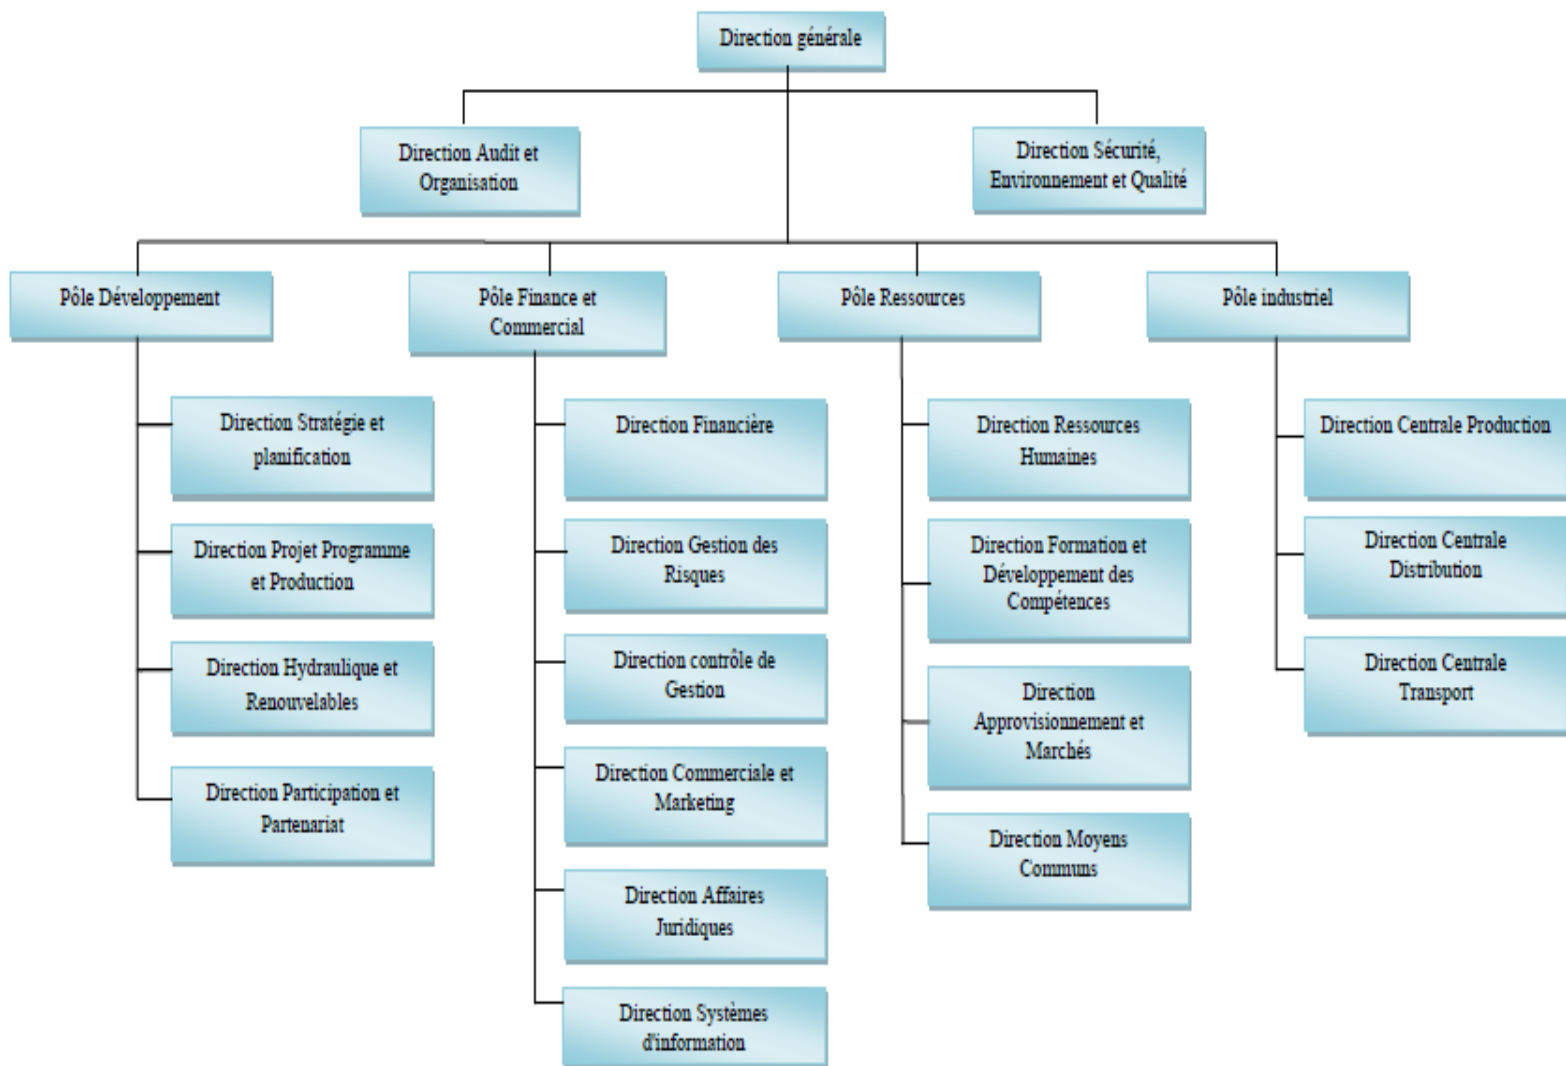 Direction générale
Direction Audit et
Organisation
Direction Sécurité,
Environnement et Qualité
Pôle Développement
Pôle Finance et
Commercial
Pôle Ressources
Pôle industriel
Direction Stratégie et
planification
Direction Projet Programme
et Production
Direction Hydraulique et
Renouvelables
Direction Participation et
Partenariat
Direction Financière
Direction Gestion des
Risques
Direction contrôle de
Gestion
Direction Commerciale et
Marketing
Direction Affaires
Juridiques
Direction Systèmes
d'information
Direction Ressources
Humaines
Direction Formation et
Développement des
Compétences
Direction
Approvisionnement et
Marchés
Direction Moyens
Communs
Direction Centrale Production
Direction Centrale
Distribution
Direction Centrale
Transport